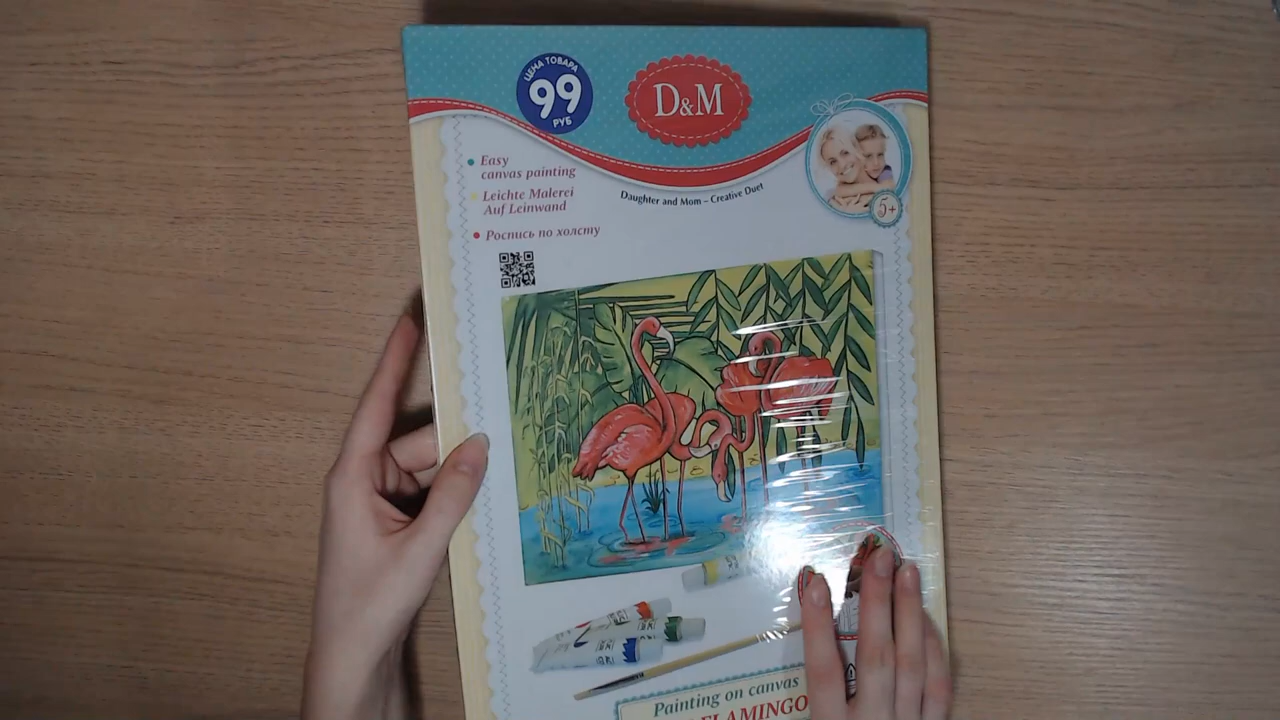 ЦЕНА ТОВАРА
99
РУБ
D&M
Easy
canvas painting
Leichte Malerei
Auf Leinwand
Роспись по холсту
Daughter and Mom – Creative Duet
5+
Painting on canvas
FLAMINGO